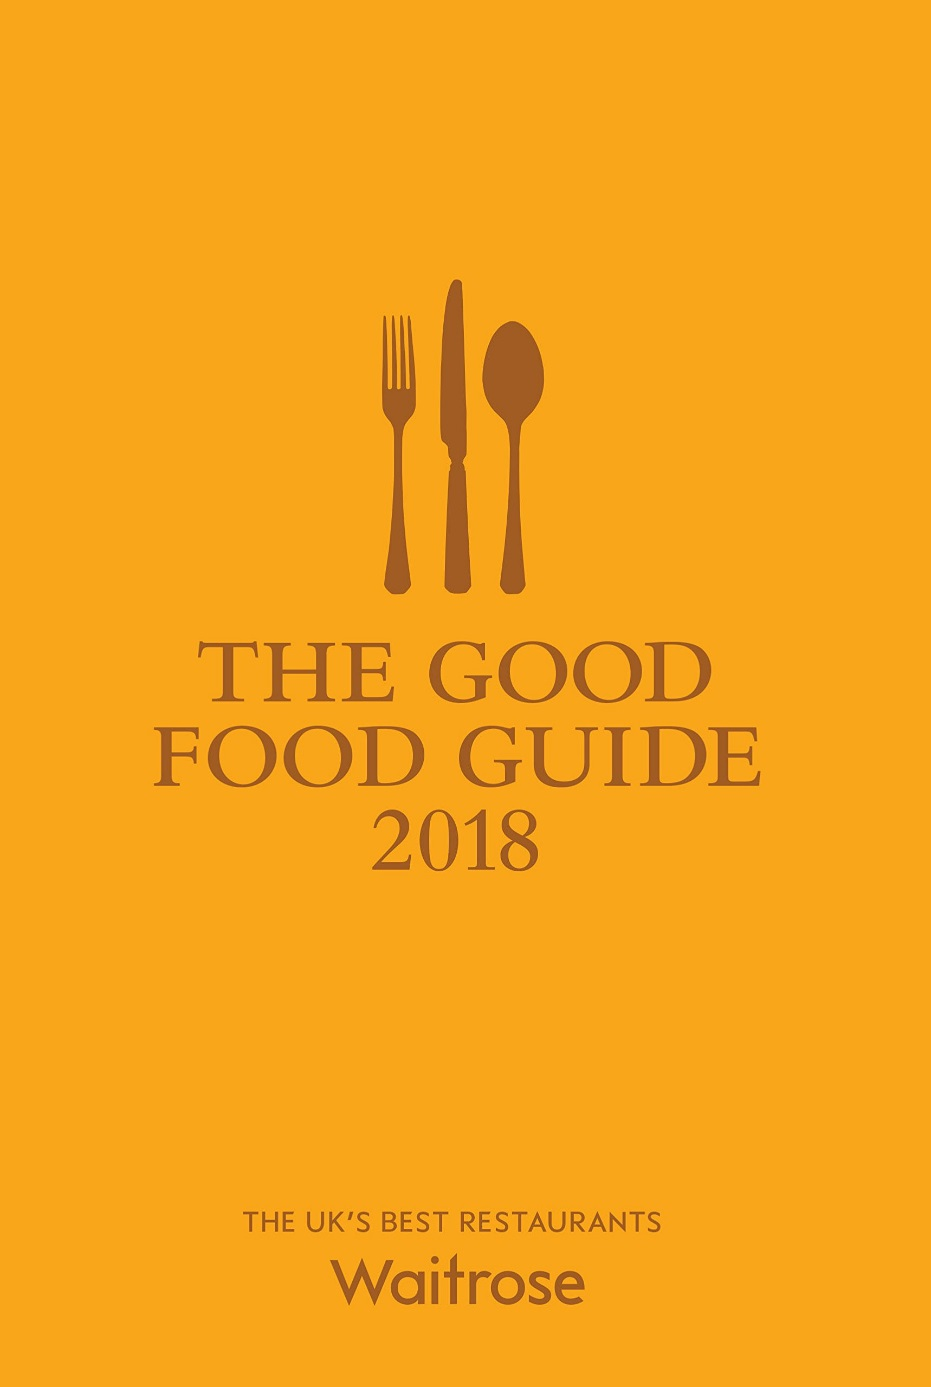 THE GOOD
FOOD GUIDE
2018
THE UK'S BEST RESTAURANTS
Waitrose